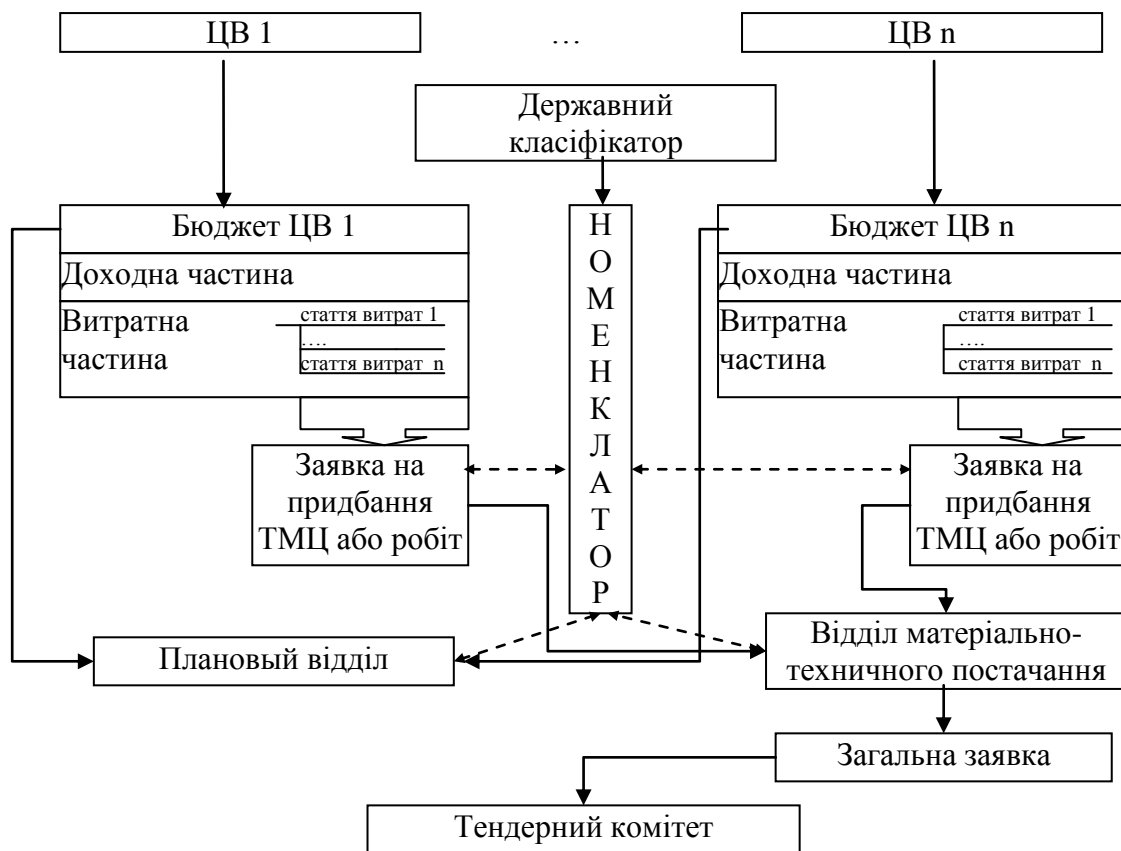 ЦВ 1
…
ЦВ n
Державний
класіфікатор
Бюджет ЦВ 1
Доходна частина
Витратна
частина
стаття витрат 1
….
стаття витрат n
Н
О
М
Е
Н
К
Л
А
Т
О
Р
Бюджет ЦВ n
Доходна частина
Витратна
частина
стаття витрат 1
….
стаття витрат n
Заявка на
придбання
ТМЦ або робіт
Заявка на
придбання
ТМЦ або робіт
Плановый відділ
Відділ матеріально-
техничного постачання
Загальна заявка
Тендерний комітет